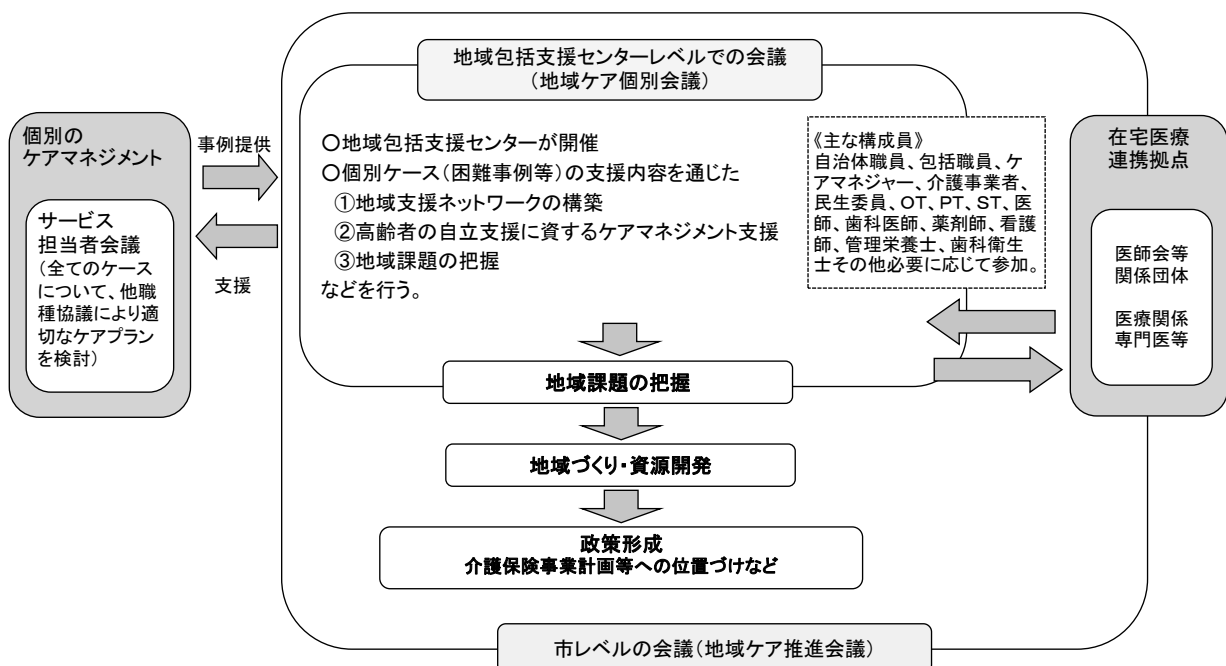 地域包括支援センターレベルでの会議
(地域ケア個別会議)
個別の
ケアマネジメント
サービス
担当者会議
(全てのケース
について、他職
種協議により適
切なケアプラン
を検討)
事例提供
支援
○地域包括支援センターが開催
○個別ケース(困難事例等)の支援内容を通じた
①地域支援ネットワークの構築
②高齢者の自立支援に資するケアマネジメント支援
③地域課題の把握
などを行う。
《主な構成員》
自治体職員、包括職員、ケ
アマネジャー、介護事業者、
民生委員、OT、PT、ST、医
師、歯科医師、薬剤師、看護
師、管理栄養士、歯科衛生
士その他必要に応じて参加。
在宅医療
連携拠点
医師会等
関係団体
医療関係
専門医等
地域課題の把握
地域づくり・資源開発
政策形成
介護保険事業計画等への位置づけなど
市レベルの会議(地域ケア推進会議)